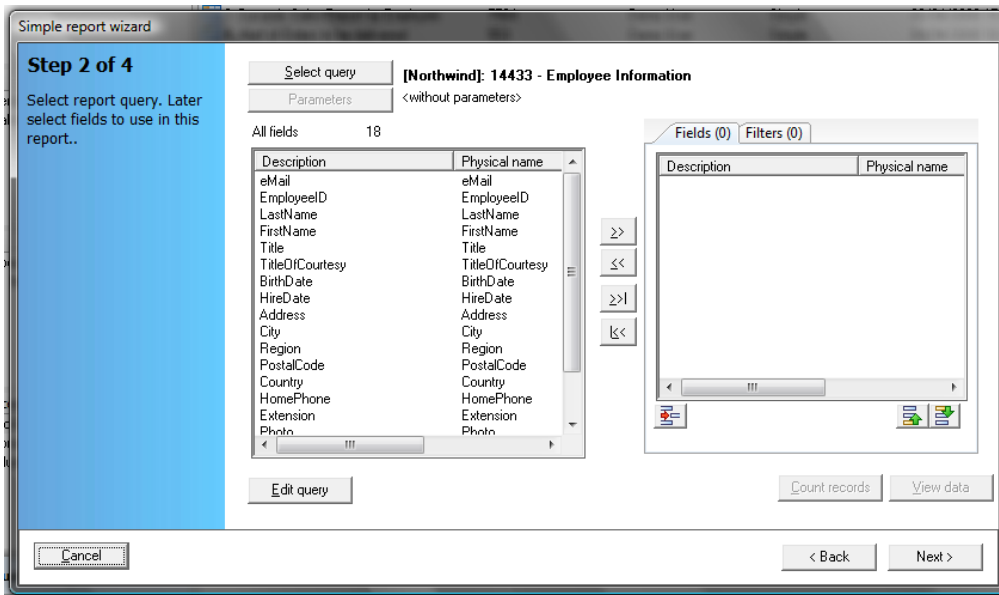 Simple report wizard
Step 2 of 4
Select report query. Later
select fields to use in this
report..
Select query
[Northwind]: 14433 - Employee Information
Parameters
<without parameters>
All fields 18
Fields (0) Filters (0)
Description Physical name
Description Physical name
eMail eMail
EmployeeID EmployeeID
LastName LastName
FirstName FirstName
Title Title
TitleOfCourtesy TitleOfCourtesy
BirthDate BirthDate
HireDate HireDate
Address Address
City City
Region Region
PostalCode PostalCode
Country Country
HomePhone HomePhone
Extension Extension
Photo Photo
>>
<<
>>|
|<<
Edit query
Count records View data
Cancel
< Back Next >